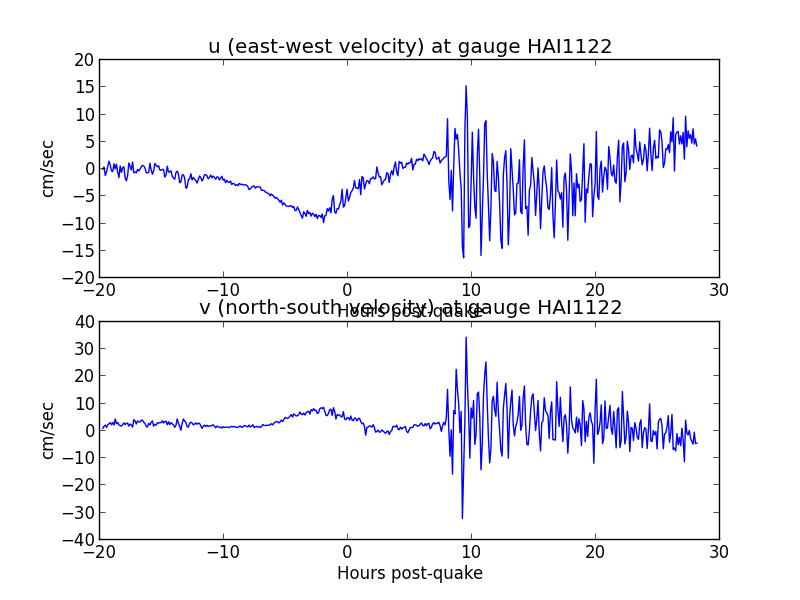 u (east-west velocity) at gauge HAI1122
20
15
10
5
0
−5
−10
−15
−20
cm/sec
−20 −10 0 10 20 30
Hours post-quake
v (north-south velocity) at gauge HAI1122
40
30
20
10
0
−10
−20
−30
−40
cm/sec
−20 −10 0 10 20 30
Hours post-quake